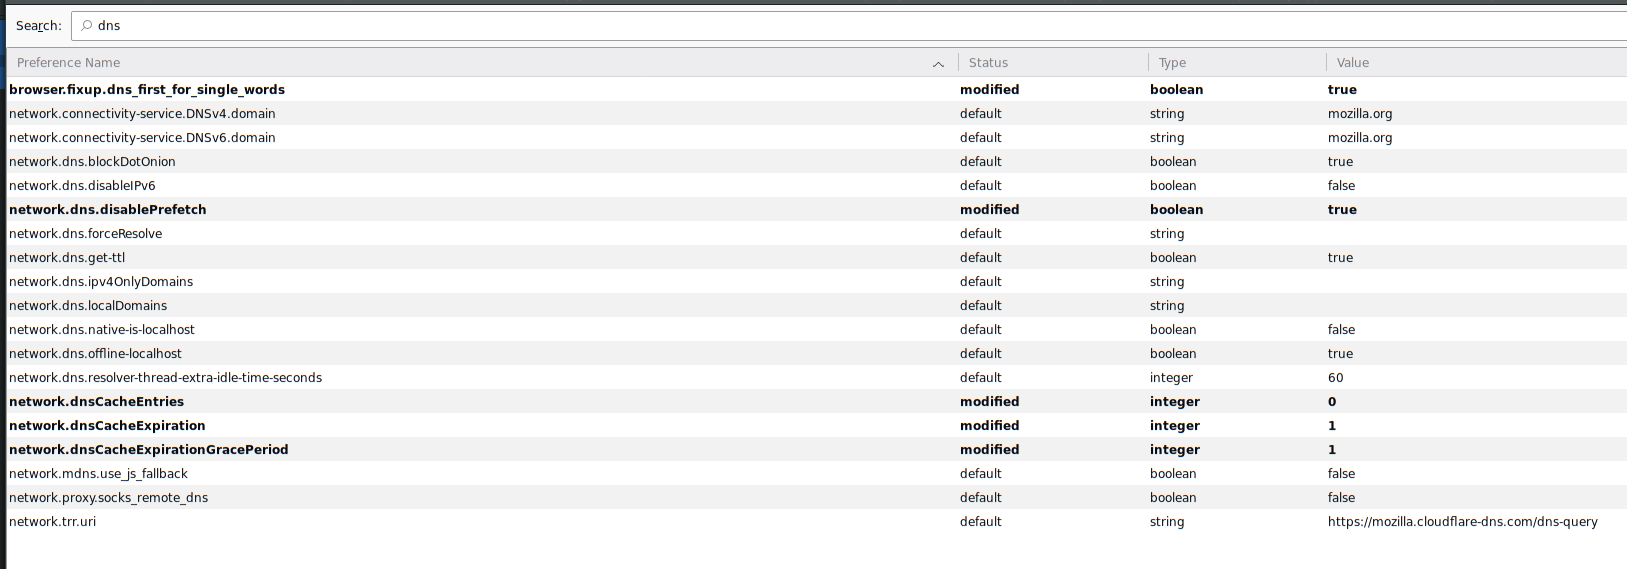 Search: dns
Preference Name Status Type Value
browser.fixup.dns_first_for_single_words modified boolean true
network.connectivity-service.DNSv4.domain default string mozilla.org
network.connectivity-service.DNSv6.domain default string mozilla.org
network.dns.blockDotOnion default boolean true
network.dns.disableIPv6 default boolean false
network.dns.disablePrefetch modified boolean true
network.dns.forceResolve default string
network.dns.get-ttl default boolean true
network.dns.ipv4OnlyDomains default string
network.dns.localDomains default string
network.dns.native-is-localhost default boolean false
network.dns.offline-localhost default boolean true
network.dns.resolver-thread-extra-idle-time-seconds default integer 60
network.dnsCacheEntries modified integer 0
network.dnsCacheExpiration modified integer 1
network.dnsCacheExpirationGracePeriod modified integer 1
network.mdns.use_js_fallback default boolean false
network.proxy.socks_remote_dns default boolean false
network.trr.uri default string https://mozilla.cloudflare-dns.com/dns-query